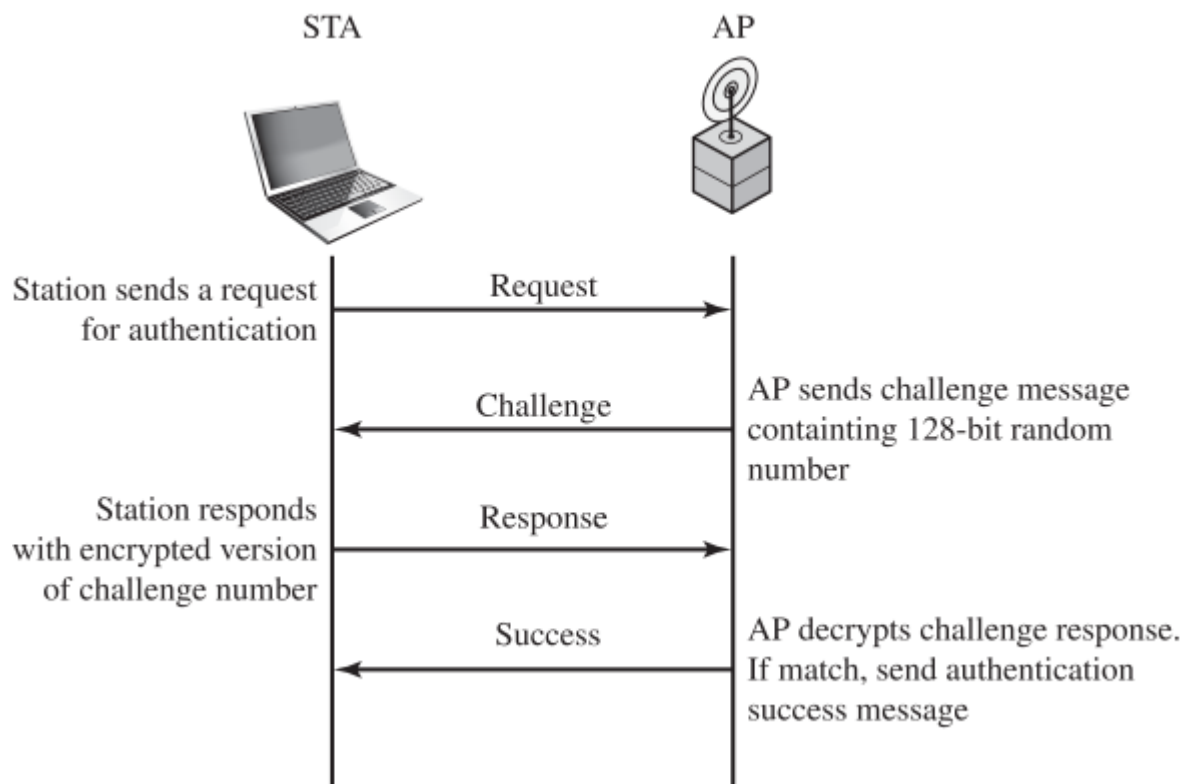 STA
AP
Station sends a request
for authentication
Request
Challenge
AP sends challenge message
containting 128-bit random
number
Station responds
with encrypted version
of challenge number
Response
Success
AP decrypts challenge response.
If match, send authentication
success message